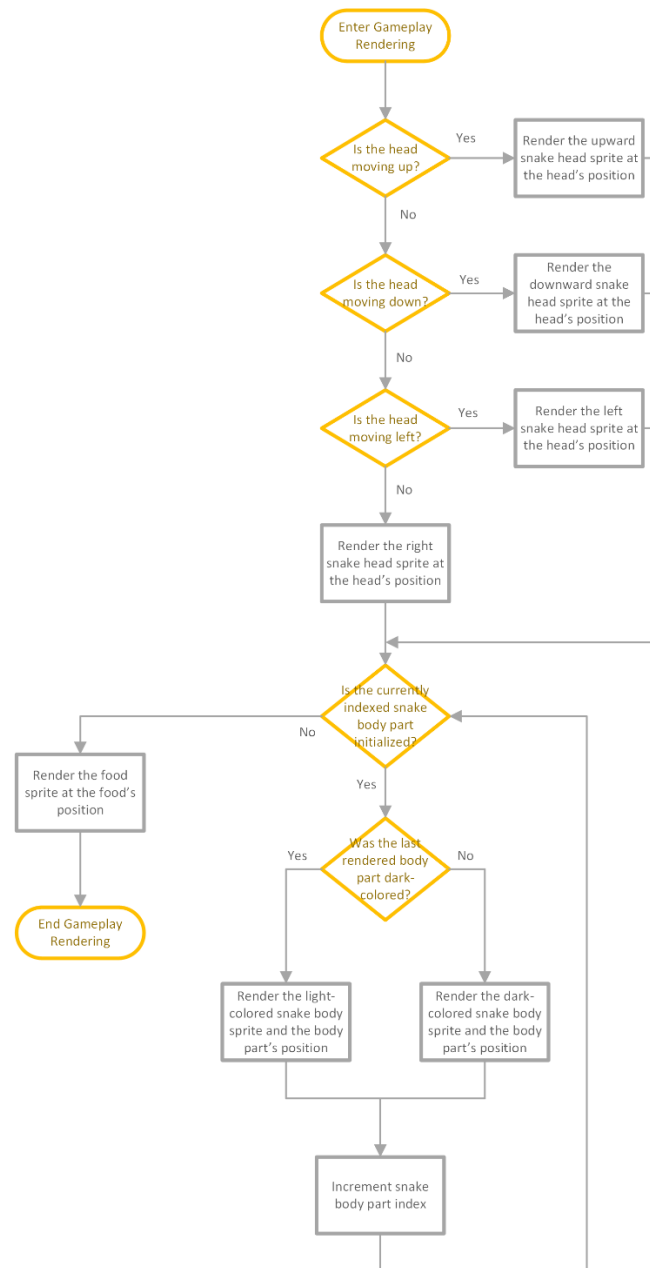 Enter Gameplay
Rendering
Is the head
moving up?
Yes
Render the upward
snake head sprite at
the head's position
No
Is the head
moving down?
Yes
Render the
downward snake
head sprite at the
head's position
No
Is the head
moving left?
Yes
Render the left
snake head sprite at
the head's position
No
Render the right
snake head sprite at
the head's position
Is the currently
indexed snake
body part
initialized?
No
Render the food
sprite at the food's
position
End Gameplay
Rendering
Yes
Was the last
rendered body
part dark-
colored?
Yes
No
Render the light-
colored snake body
sprite and the body
part's position
Render the dark-
colored snake body
sprite and the body
part's position
Increment snake
body part index